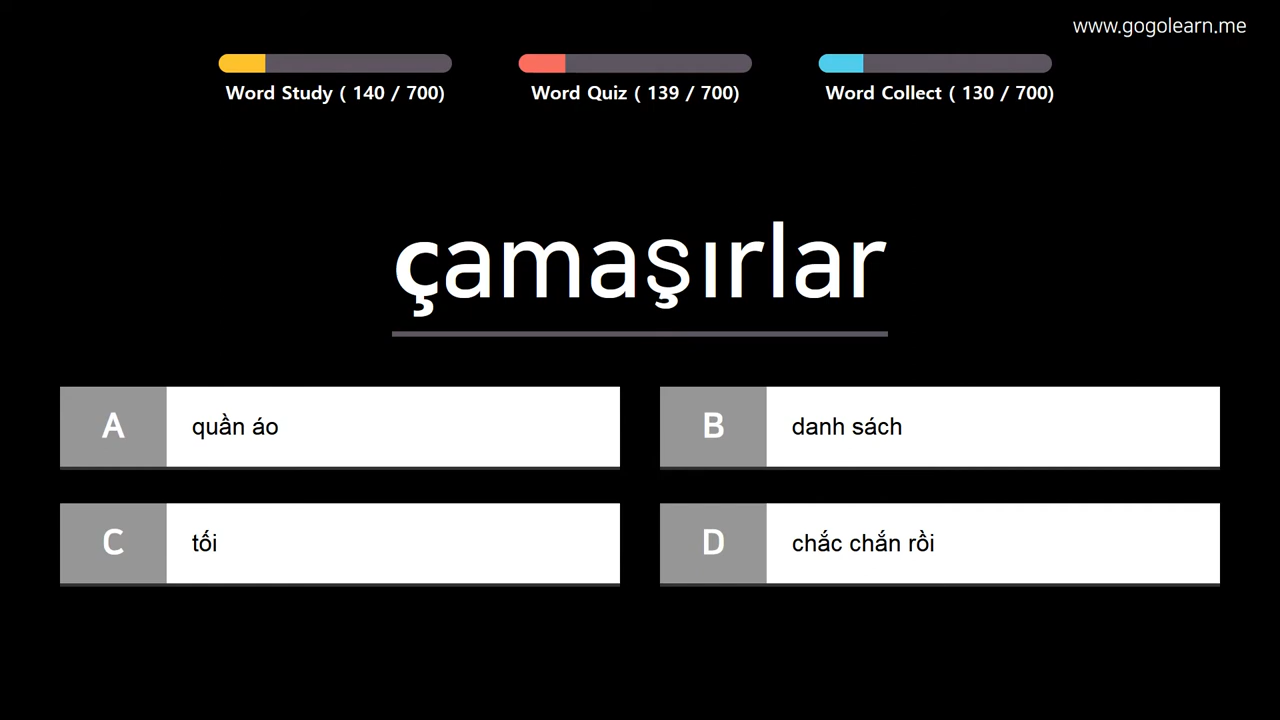 www.gogolearn.me
Word Study ( 140 / 700)
Word Quiz ( 139 / 700)
Word Collect ( 130 / 700)
çamaşırlar
A quần áo
B danh sách
C tối
D chắc chắn rồi